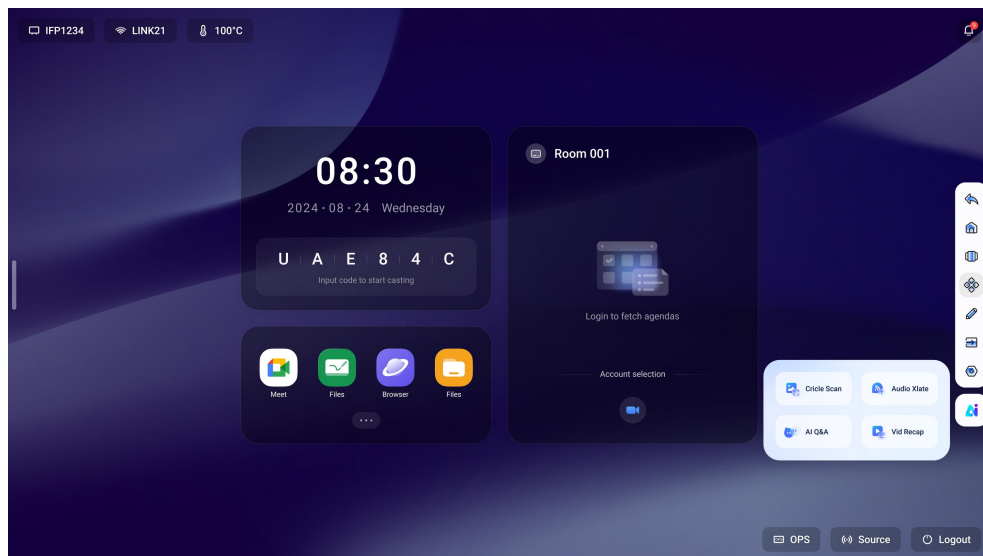 IFP1234
LINK21
100°C
9
08:30
2024・08・24 Wednesday
U A E 8 4 C
Input code to start casting
Meet
Files
Browser
Files
Room 001
Login to fetch agendas
Account selection
Cricle Scan
Audio Xlate
AI Q&A
Vid Recap
Ai
OPS
Source
Logout